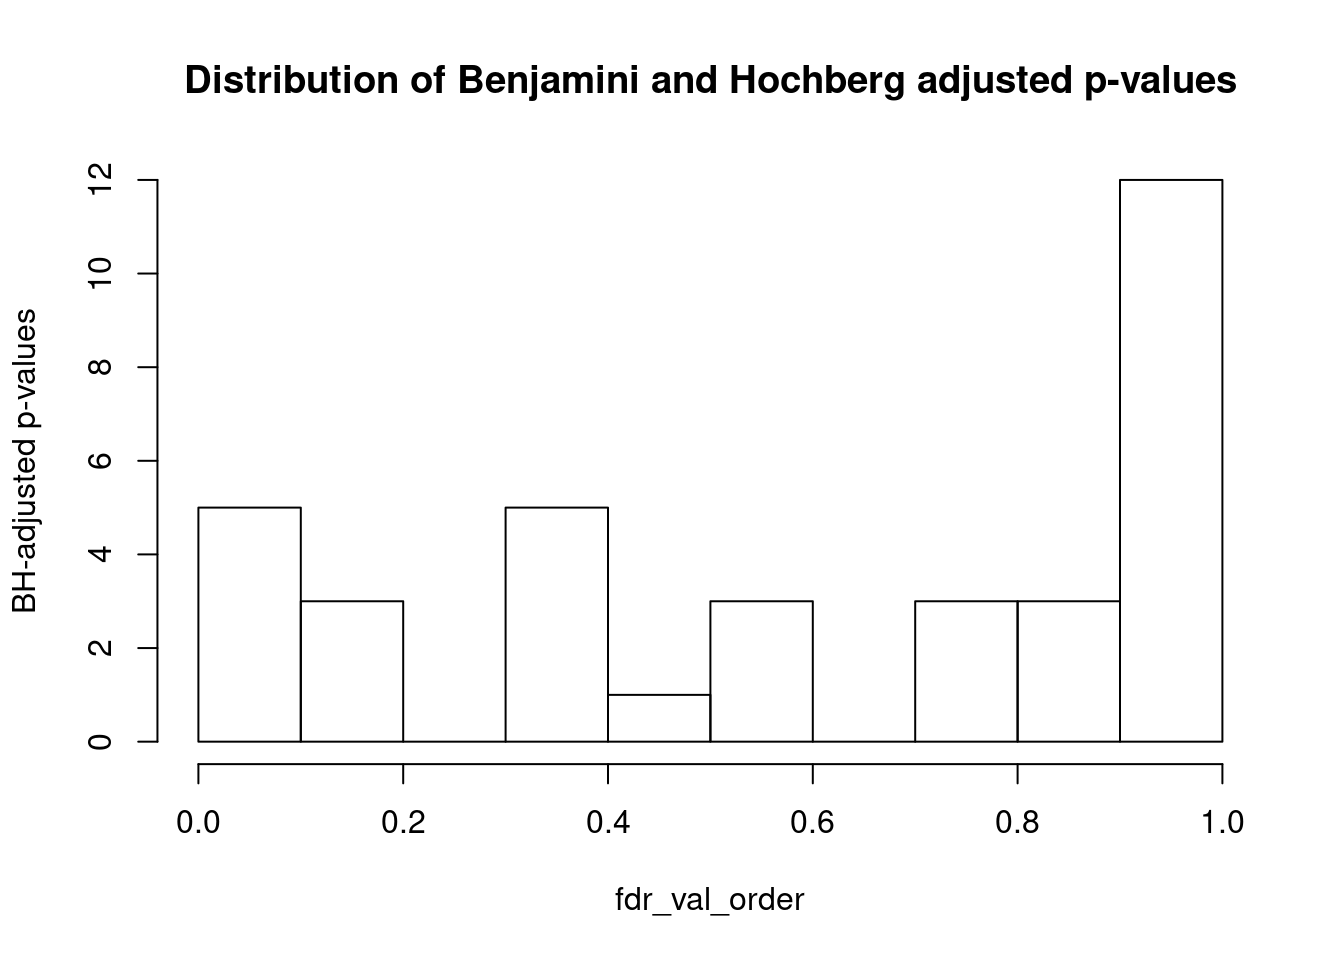 Distribution of Benjamini and Hochberg adjusted p-values
BH-adjusted p-values
12
10
8
6
4
2
0
0.0 0.2 0.4 0.6 0.8 1.0
fdr_val_order